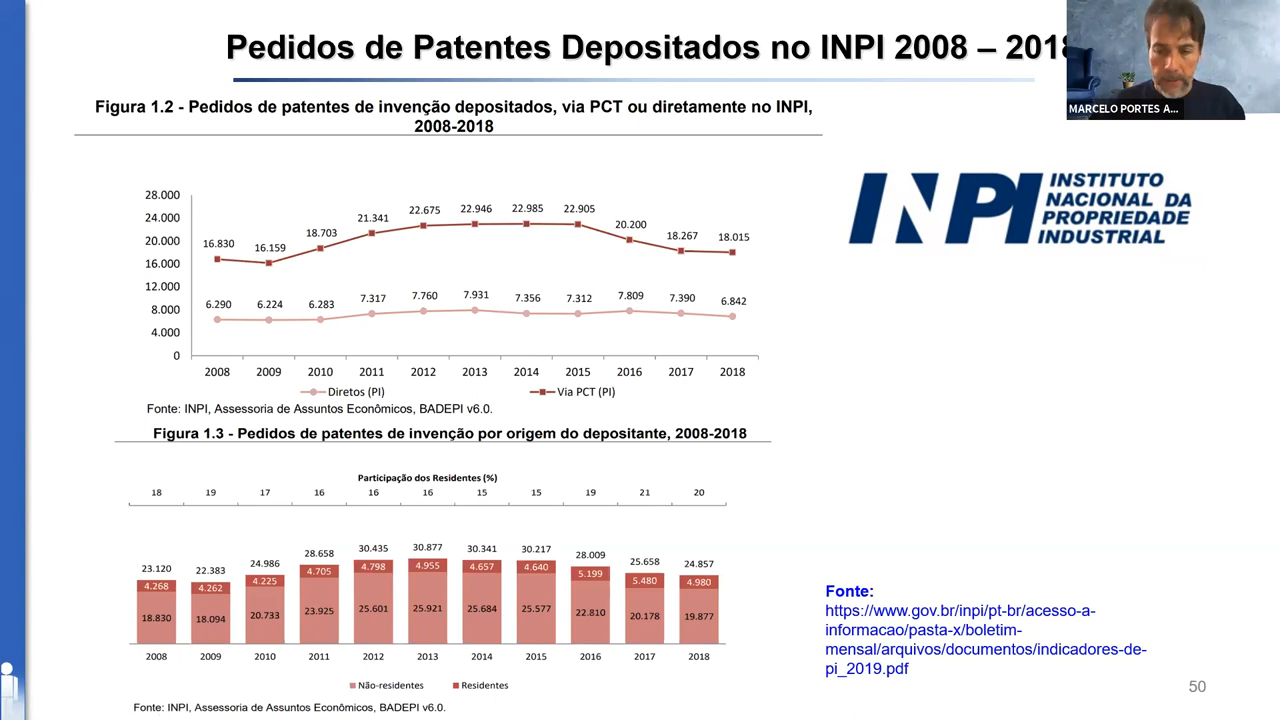 Pedidos de Patentes Depositados no INPI 2008 – 2018
MARCELO PORTES A...
Figura 1.2 - Pedidos de patentes de invenção depositados, via PCT ou diretamente no INPI,
2008-2018
INPI
INSTITUTO
NACIONAL DA
PROPRIEDADE
INDUSTRIAL
28.000
24.000
20.000
16.000
12.000
8.000
4.000
0
16.830 16.159 18.703 21.341 22.675 22.946 22.985 22.905 20.200 18.267 18.015
6.290 6.224 6.283 7.317 7.760 7.931 7.356 7.312 7.809 7.390 6.842
2008 2009 2010 2011 2012 2013 2014 2015 2016 2017 2018
Diretos (PI) Via PCT (PI)
Fonte: INPI, Assessoria de Assuntos Econômicos, BADEPI v6.0.
Figura 1.3 - Pedidos de patentes de invenção por origem do depositante, 2008-2018
Participação dos Residentes (%)
18 19 17 16 16 16 15 15 19 21 20
23.120 22.383 24.986 28.658 30.435 30.877 30.341 30.217 28.009 25.658 24.857
4.268 4.262 4.225 4.705 4.798 4.955 4.657 4.640 5.199 5.480 4.980
18.830 18.094 20.733 23.925 25.601 25.921 25.684 25.577 22.810 20.178 19.877
2008 2009 2010 2011 2012 2013 2014 2015 2016 2017 2018
Não-residentes Residentes
Fonte: INPI, Assessoria de Assuntos Econômicos, BADEPI v6.0.
Fonte:
https://www.gov.br/inpi/pt-br/acesso-a-
informacao/pasta-x/boletim-
mensal/arquivos/documentos/indicadores-de-
pi_2019.pdf
50